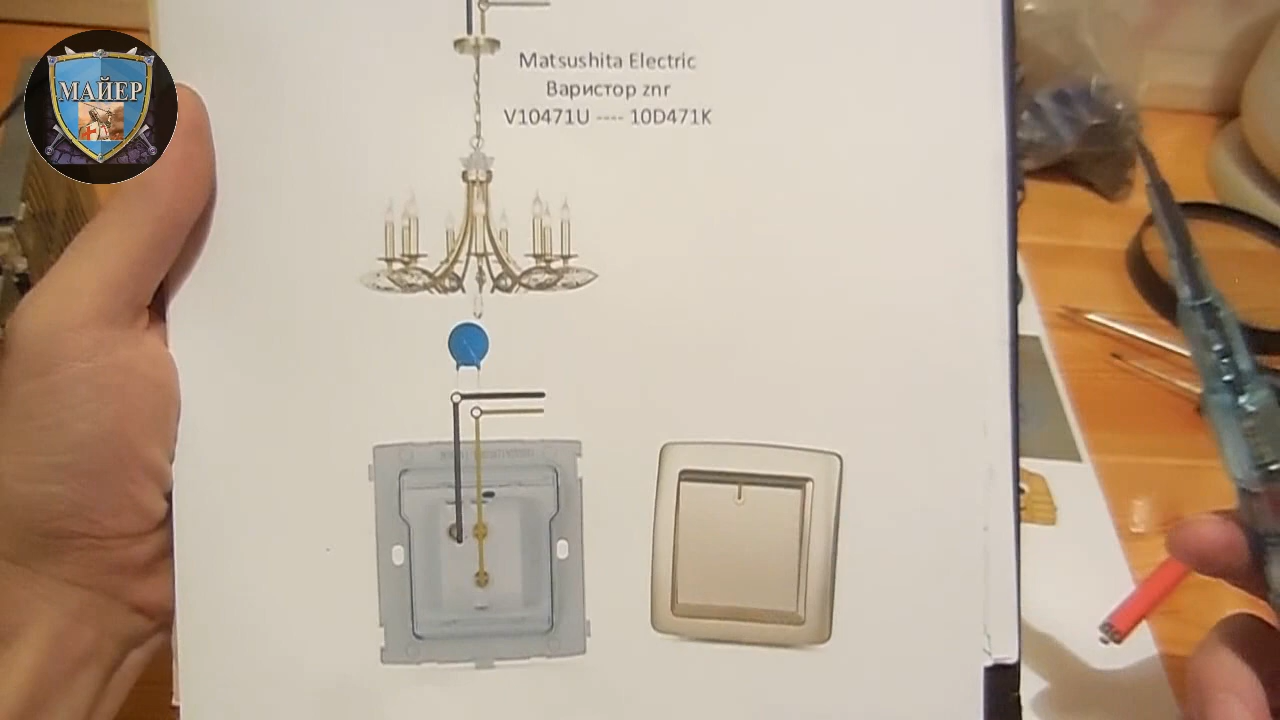 МАЙЕР
Matsushita Electric
Варистор znr
V10471U ---- 10D471K